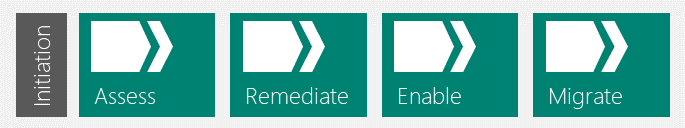 Initiation
Assess
Remediate
Enable
Migrate